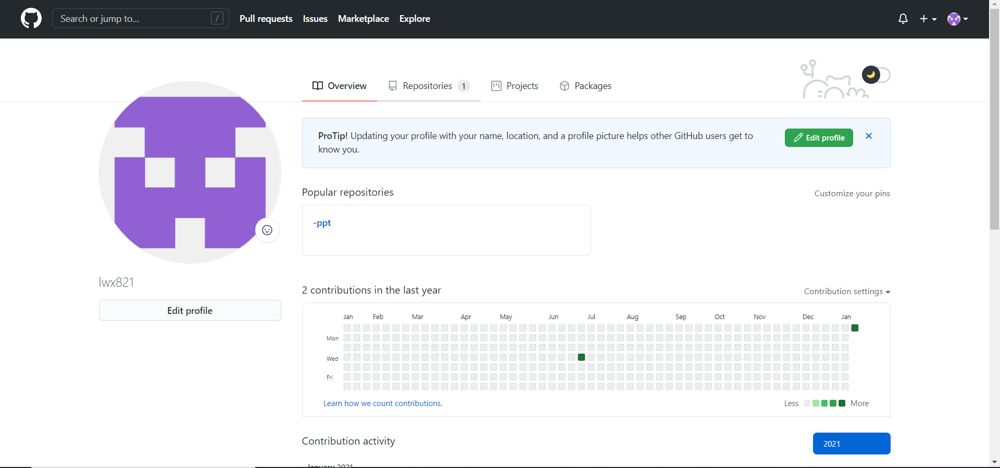 Search or jump to... /
Pull requests
Issues
Marketplace
Explore
Overview
Repositories 1
Projects
Packages
ProTip! Updating your profile with your name, location, and a profile picture helps other GitHub users get to
know you.
Edit profile
Popular repositories
Customize your pins
-ppt
lwx821
Edit profile
2 contributions in the last year
Contribution settings
Jan Feb Mar Apr May Jun Jul Aug Sep Oct Nov Dec Jan
Mon
Wed
Fri
Learn how we count contributions.
Less More
Contribution activity
2021
January 2021